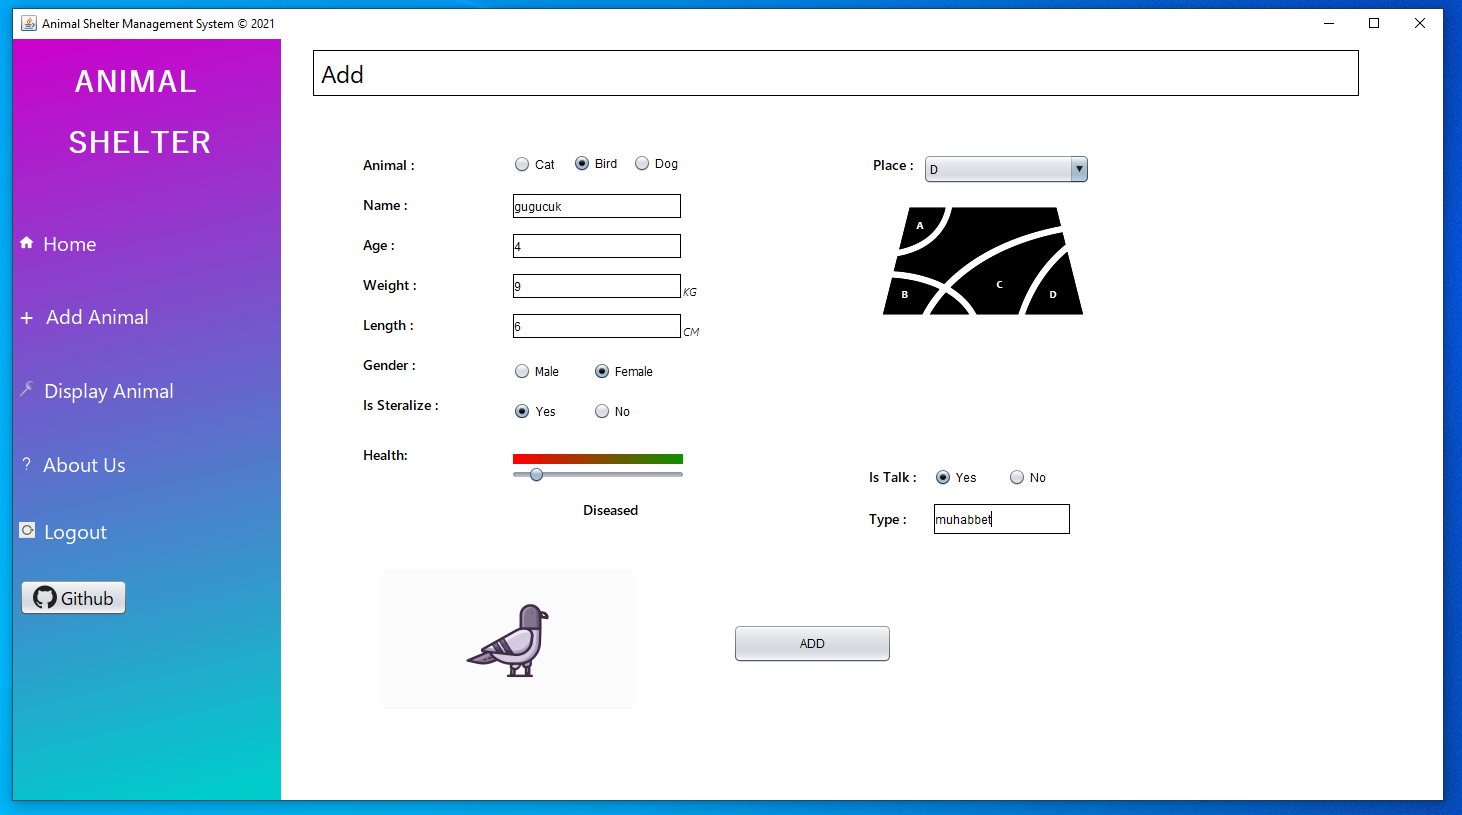 Animal Shelter Management System © 2021
ANIMAL
SHELTER
Home
+ Add Animal
Display Animal
? About Us
Logout
Github
Add
Animal : Cat Bird Dog
Name : gugucuk
Age : 4
Weight : 9 KG
Length : 6 CM
Gender : Male Female
Is Steralize : Yes No
Health:
Diseased
Place : D
A
B
C
D
Is Talk : Yes No
Type : muhabbet
ADD